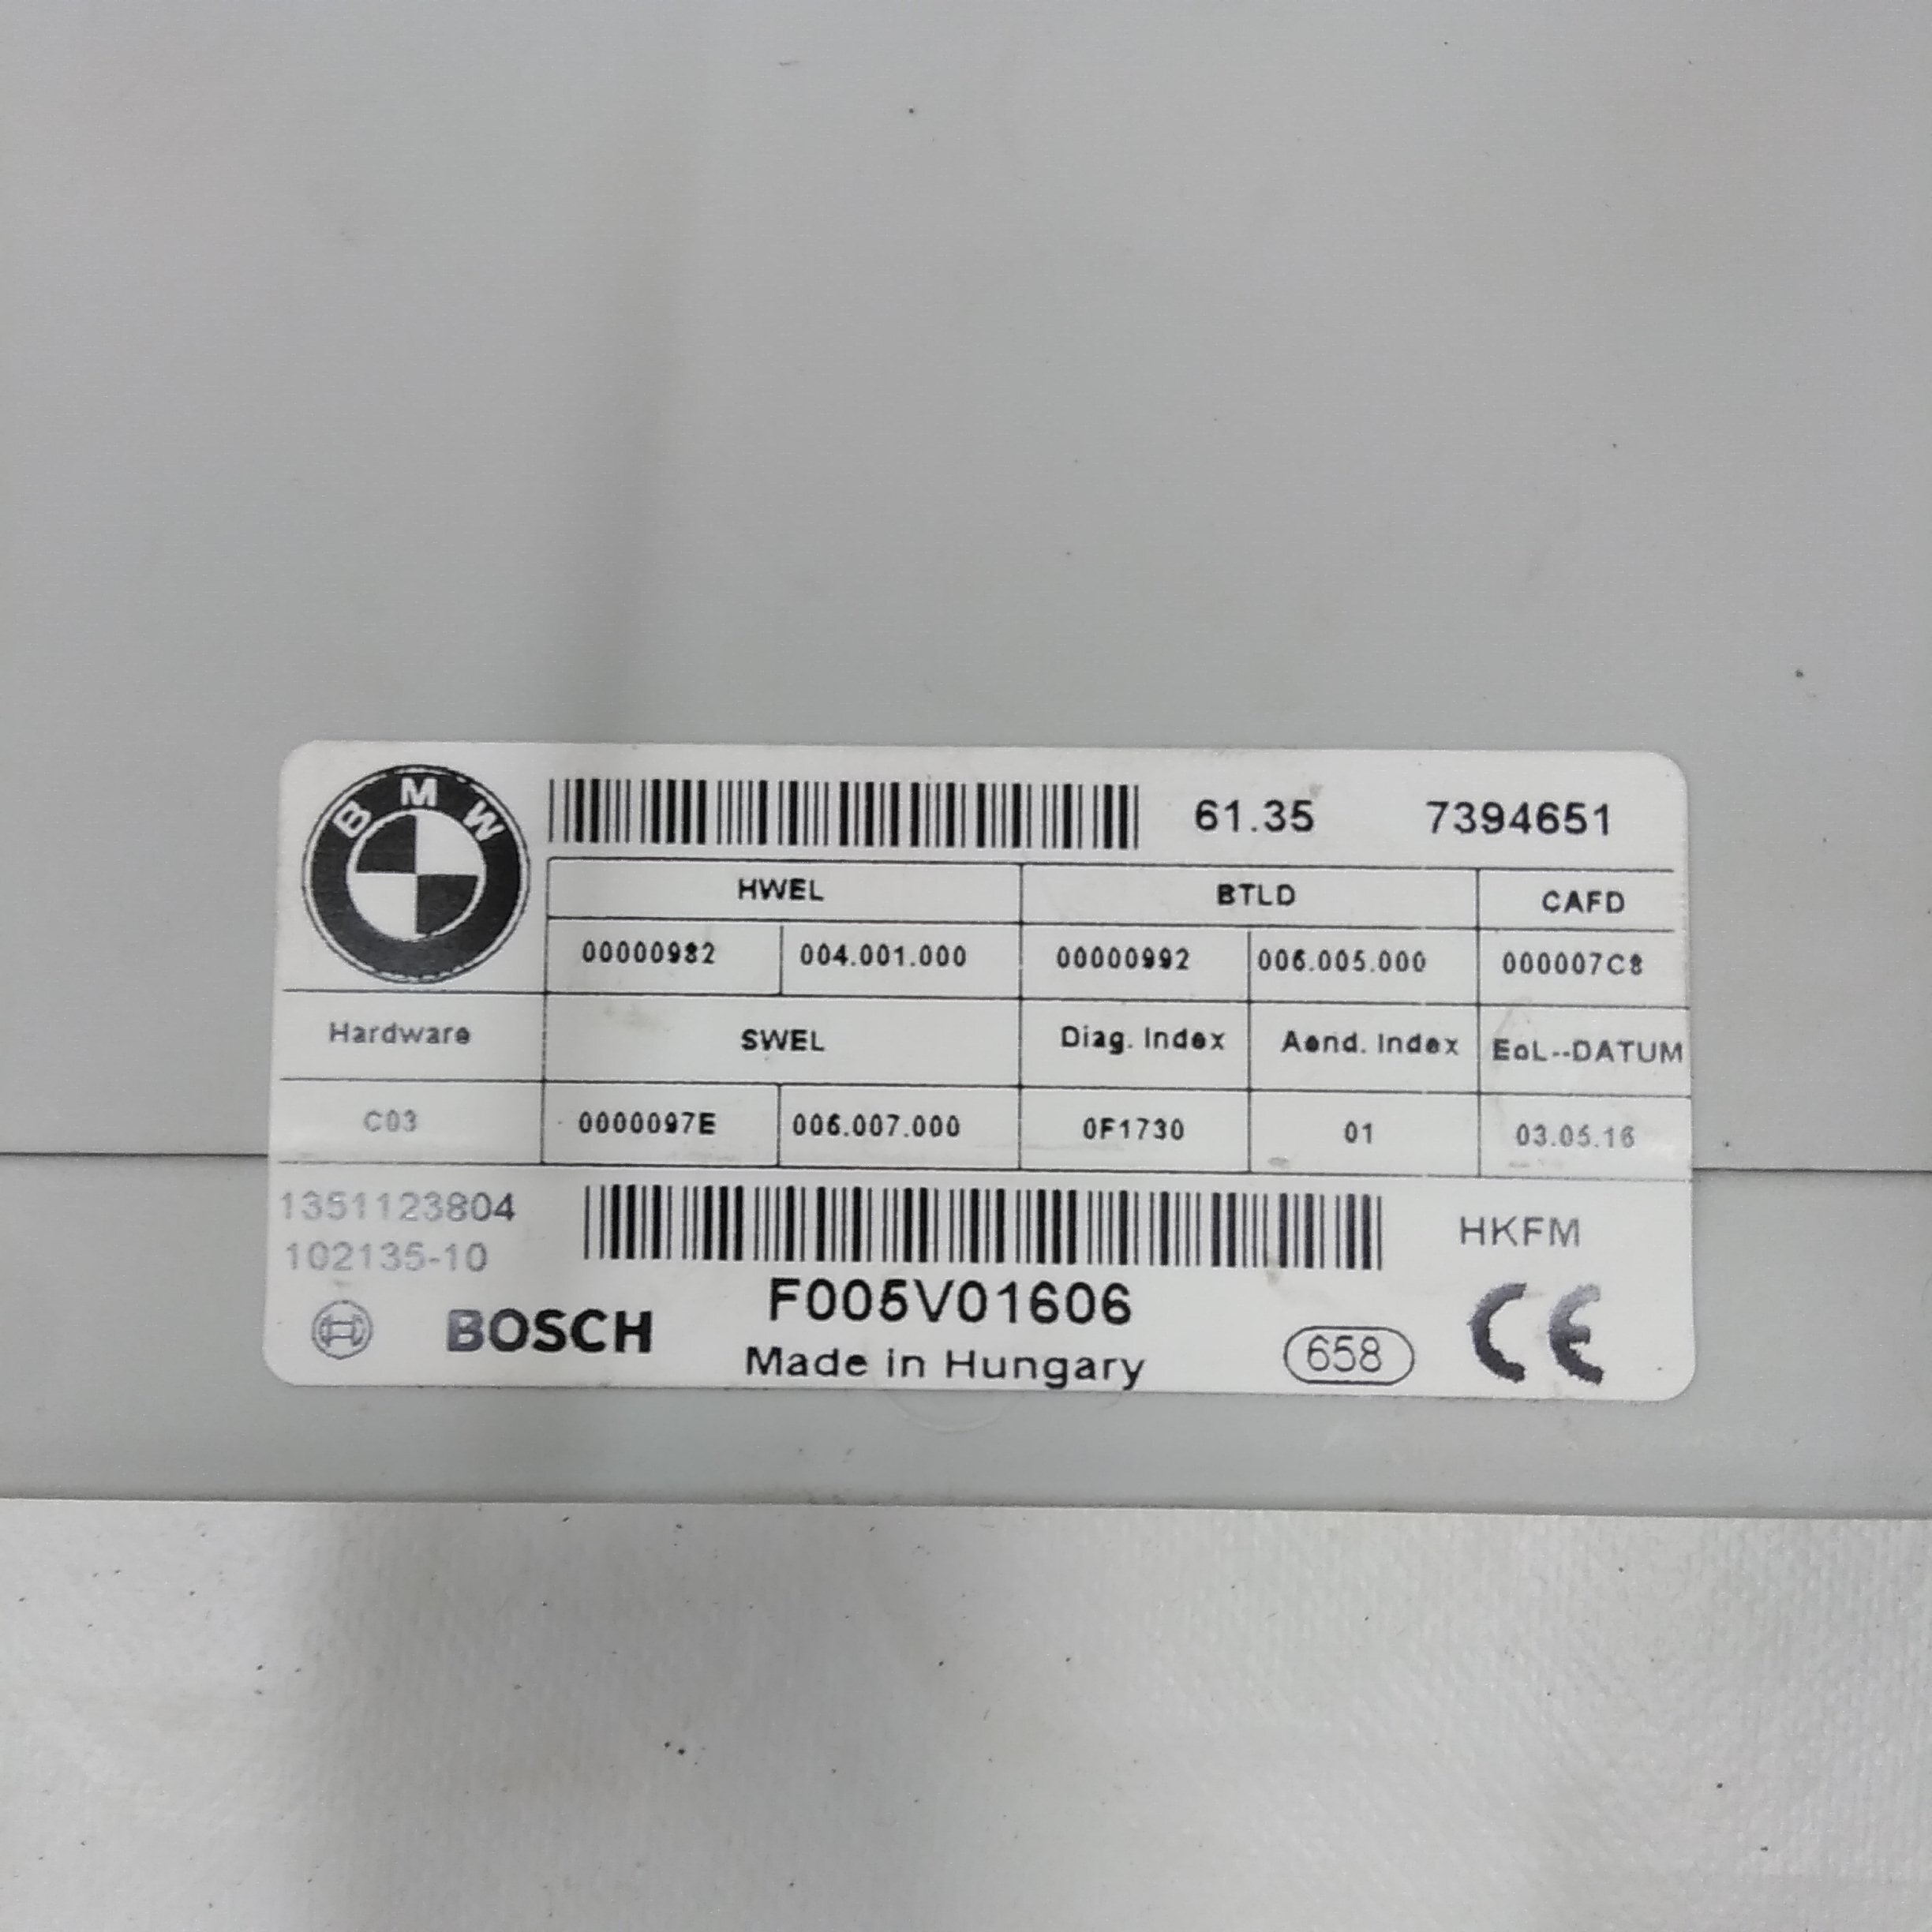 BMW
61.35 7394651
HWEL BTLD CAFD
00000982 004.001.000 00000992 006.005.000 000007C8
Hardware SWEL Diag. Index Aend. Index EoL--DATUM
C03 0000097E 006.007.000 0F1730 01 03.05.16
1351123804
102135-10
HKFM
F005V01606
BOSCH
Made in Hungary
658
CE